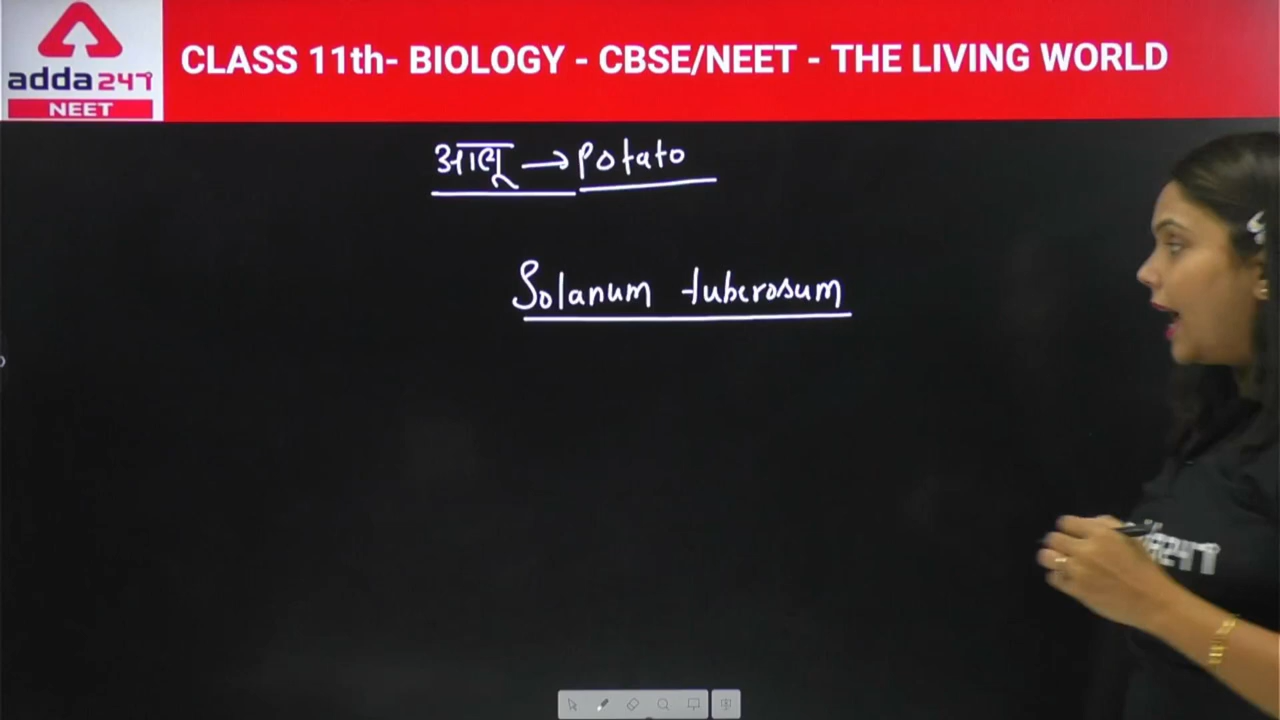 adda247
NEET
CLASS 11th- BIOLOGY - CBSE/NEET - THE LIVING WORLD
आलू → Potato
Solanum tuberosum